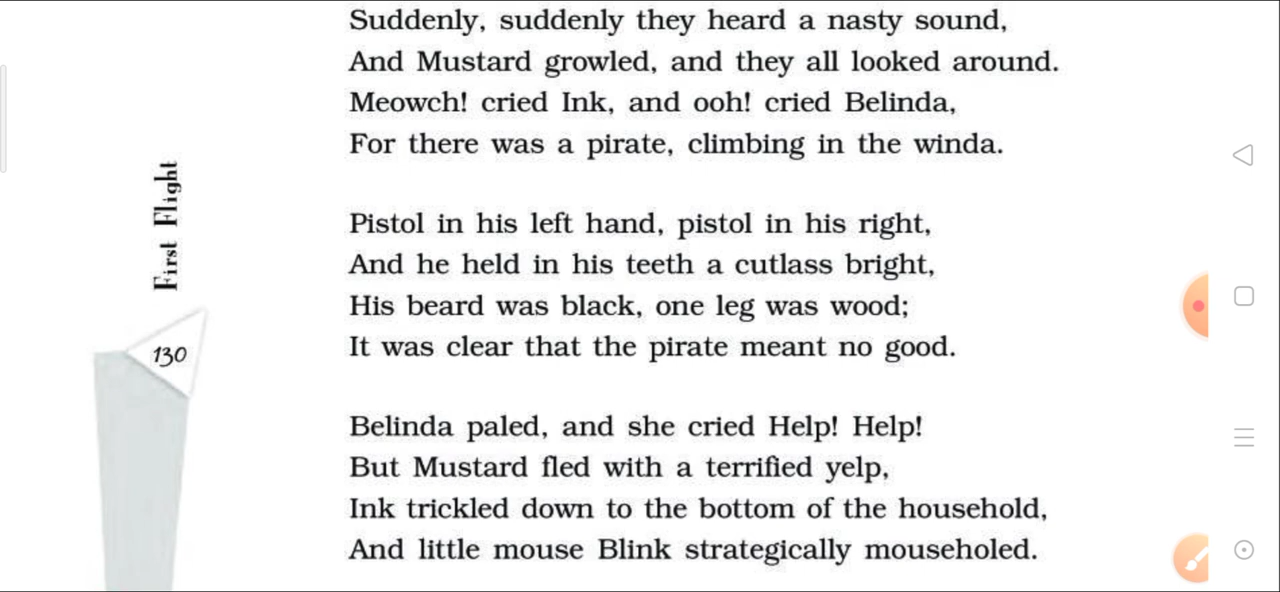 Suddenly, suddenly they heard a nasty sound,
And Mustard growled, and they all looked around.
Meowch! cried Ink, and ooh! cried Belinda,
For there was a pirate, climbing in the winda.
Pistol in his left hand, pistol in his right,
And he held in his teeth a cutlass bright,
His beard was black, one leg was wood;
It was clear that the pirate meant no good.
Belinda paled, and she cried Help! Help!
But Mustard fled with a terrified yelp,
Ink trickled down to the bottom of the household,
And little mouse Blink strategically mouseholed.
First Flight
130